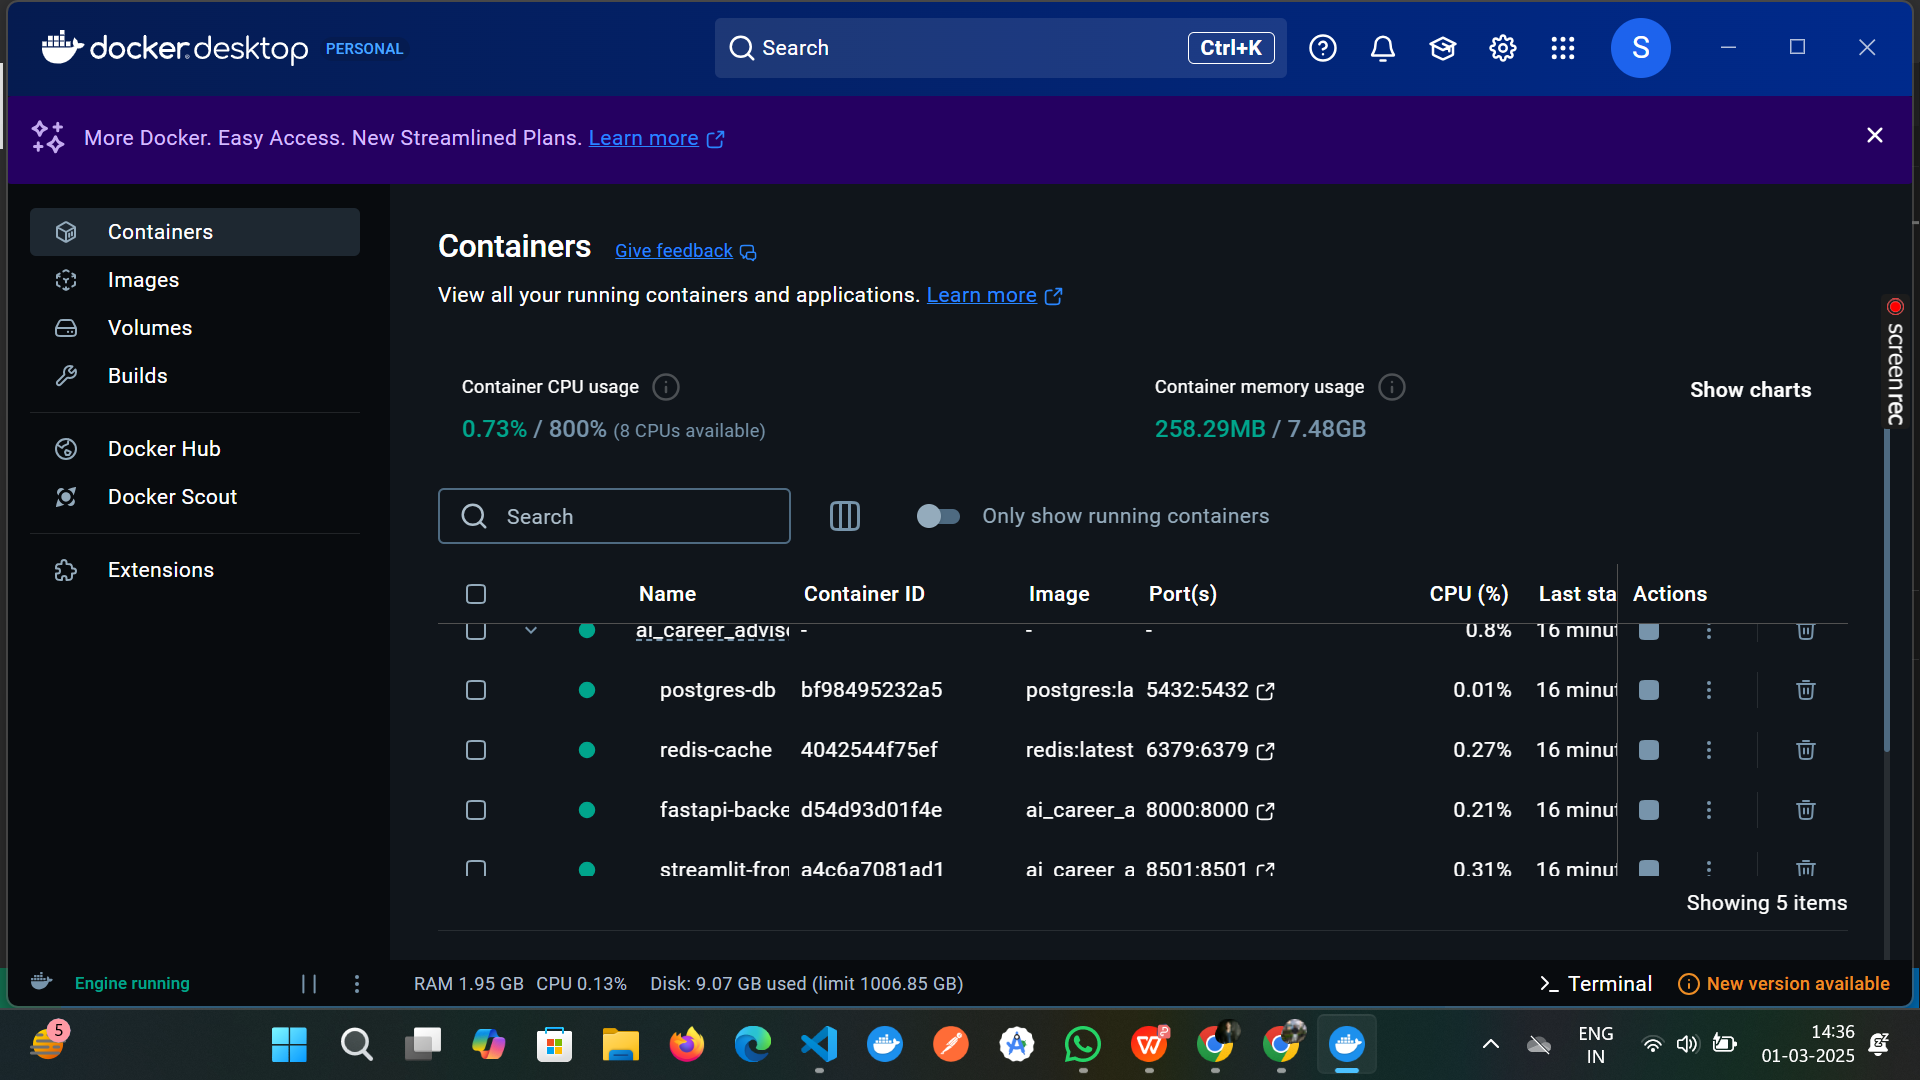 docker desktop PERSONAL
Search Ctrl+K
S
More Docker. Easy Access. New Streamlined Plans. Learn more
Containers
Images
Volumes
Builds
Docker Hub
Docker Scout
Extensions
Containers Give feedback
View all your running containers and applications. Learn more
Container CPU usage
0.73% / 800% (8 CPUs available)
Container memory usage
258.29MB / 7.48GB
Show charts
screenrec
Search
Only show running containers
Name Container ID Image Port(s) CPU (%) Last sta Actions
ai_career_advis - - - 0.8% 16 minut
postgres-db bf98495232a5 postgres:la 5432:5432 0.01% 16 minut
redis-cache 4042544f75ef redis:latest 6379:6379 0.27% 16 minut
fastapi-backe d54d93d01f4e ai_career_a 8000:8000 0.21% 16 minut
streamlit-fron a4c6a7081ad1 ai_career_a 8501:8501 0.31% 16 minut
Showing 5 items
Engine running
RAM 1.95 GB CPU 0.13% Disk: 9.07 GB used (limit 1006.85 GB)
Terminal
New version available
5
ENG
IN
14:36
01-03-2025